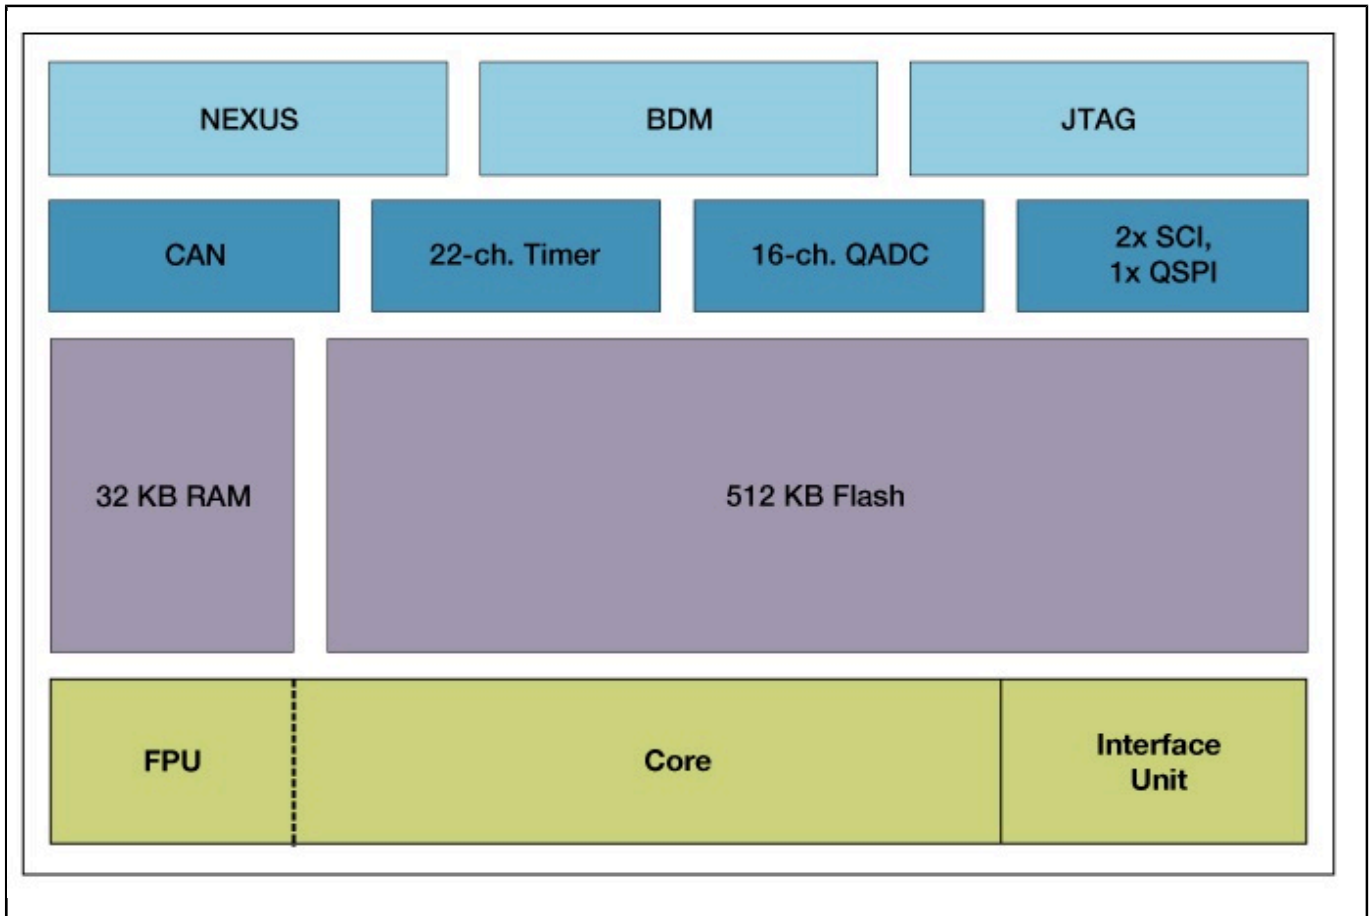 NEXUS
BDM
JTAG
CAN
22-ch. Timer
16-ch. QADC
2x SCI,
1x QSPI
32 KB RAM
512 KB Flash
FPU
Core
Interface
Unit